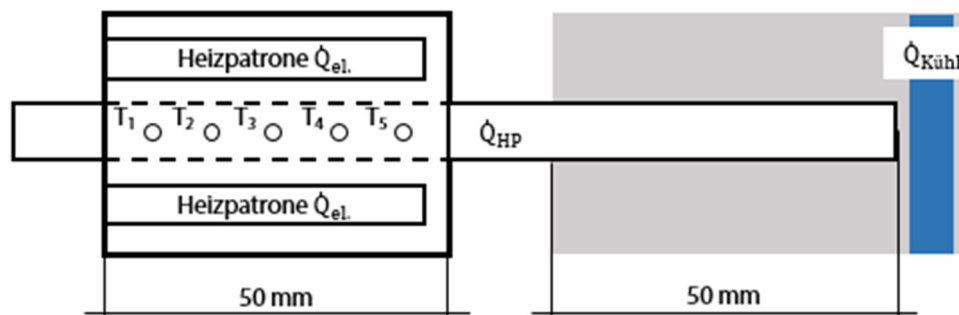 Heizpatrone Q̇el.
Q̇Kühl
T1 T2 T3 T4 T5
Q̇HP
Heizpatrone Q̇el.
50 mm
50 mm